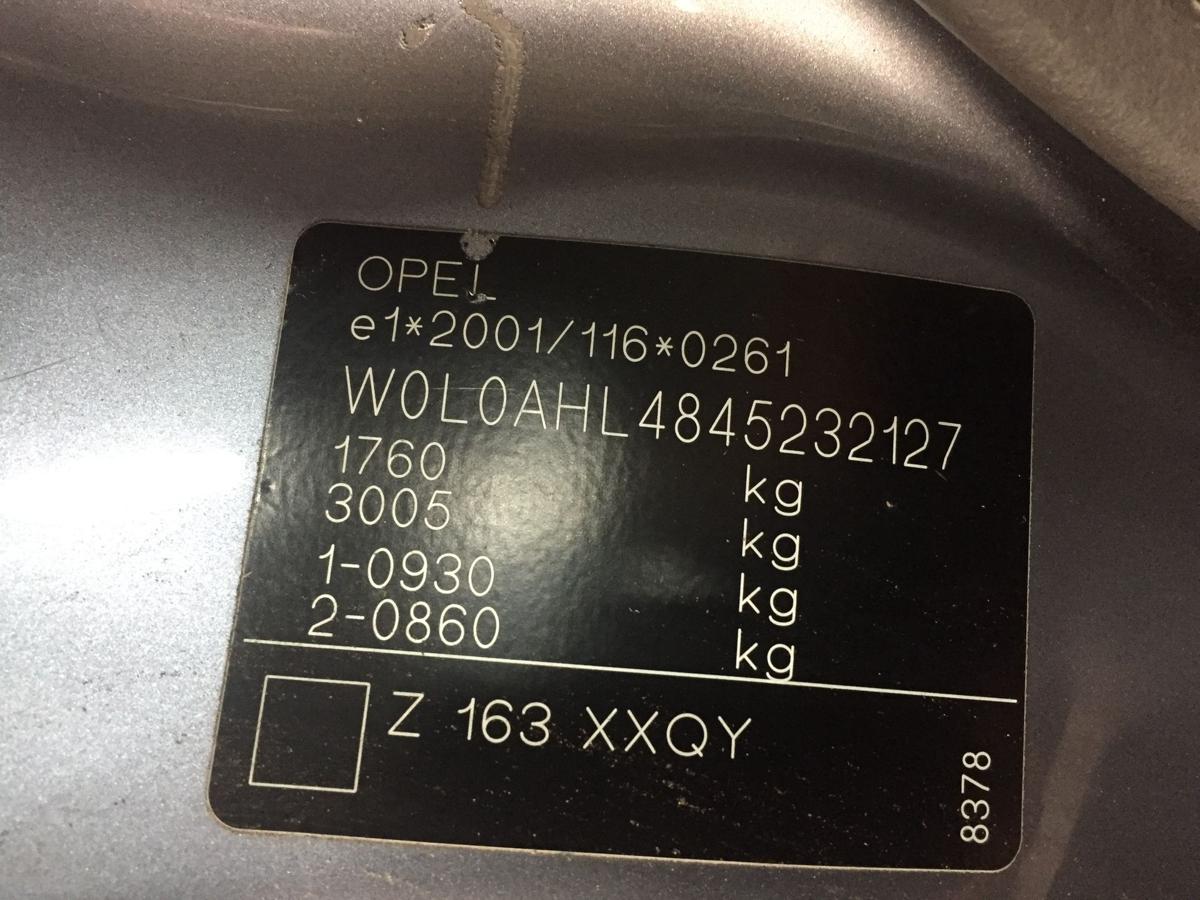 OPEL
e1*2001/116*0261
W0L0AHL4845232127
1760 kg
3005 kg
1-0930 kg
2-0860 kg
Z 163 XXQY
8378